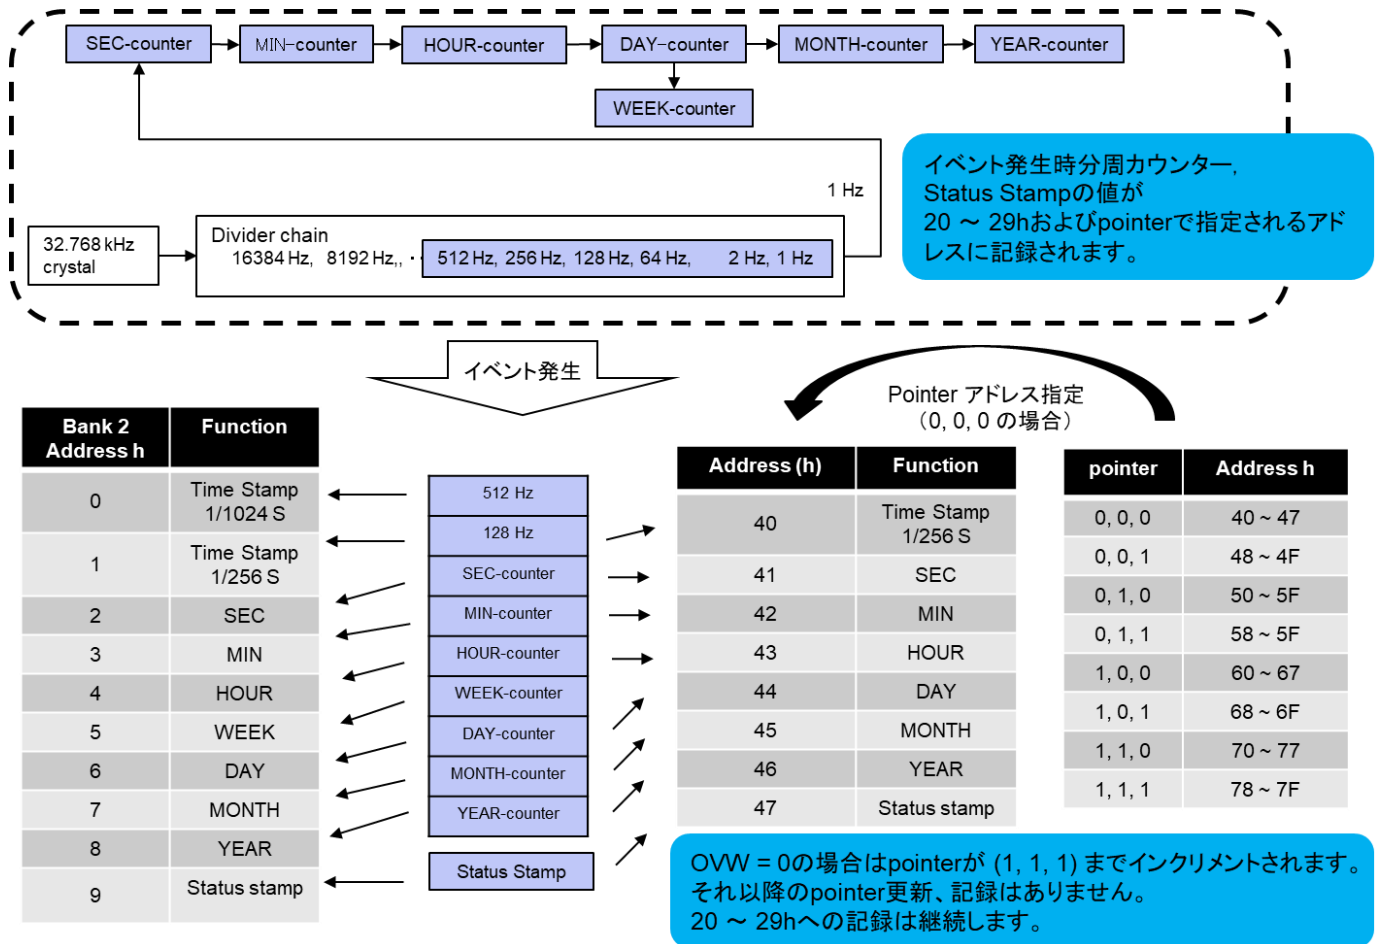 SEC-counter
MIN-counter
HOUR-counter
DAY-counter
MONTH-counter
YEAR-counter
WEEK-counter
1 Hz
イベント発生時分周カウンター,
Status Stampの値が
20 ~ 29hおよびpointerで指定されるアド
レスに記録されます。
32.768 kHz
crystal
Divider chain
16384 Hz, 8192 Hz,, ‥ 512 Hz, 256 Hz, 128 Hz, 64 Hz, 2 Hz, 1 Hz
イベント発生
Pointer アドレス指定
(0, 0, 0 の場合)
Bank 2
Address h
Function
0
Time Stamp
1/1024 S
1
Time Stamp
1/256 S
2 SEC
3 MIN
4 HOUR
5 WEEK
6 DAY
7 MONTH
8 YEAR
9 Status stamp
512 Hz
128 Hz
SEC-counter
MIN-counter
HOUR-counter
WEEK-counter
DAY-counter
MONTH-counter
YEAR-counter
Status Stamp
Address (h) Function
40
Time Stamp
1/256 S
41 SEC
42 MIN
43 HOUR
44 DAY
45 MONTH
46 YEAR
47 Status stamp
pointer Address h
0, 0, 0 40 ~ 47
0, 0, 1 48 ~ 4F
0, 1, 0 50 ~ 5F
0, 1, 1 58 ~ 5F
1, 0, 0 60 ~ 67
1, 0, 1 68 ~ 6F
1, 1, 0 70 ~ 77
1, 1, 1 78 ~ 7F
OVW = 0の場合はpointerが (1, 1, 1) までインクリメントされます。
それ以降のpointer更新、記録はありません。
20 ~ 29hへの記録は継続します。